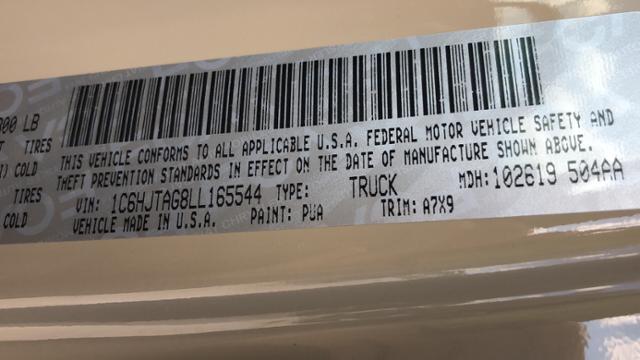 000 LB
TIRES
COLD
TIRES
COLD
THIS VEHICLE CONFORMS TO ALL APPLICABLE U.S.A. FEDERAL MOTOR VEHICLE SAFETY AND
THEFT PREVENTION STANDARDS IN EFFECT ON THE DATE OF MANUFACTURE SHOWN ABOVE.
VIN: 1C6HJTAG8LL165544 TYPE: TRUCK MDH: 102619 504AA
VEHICLE MADE IN U.S.A. PAINT: PUA TRIM: A7X9